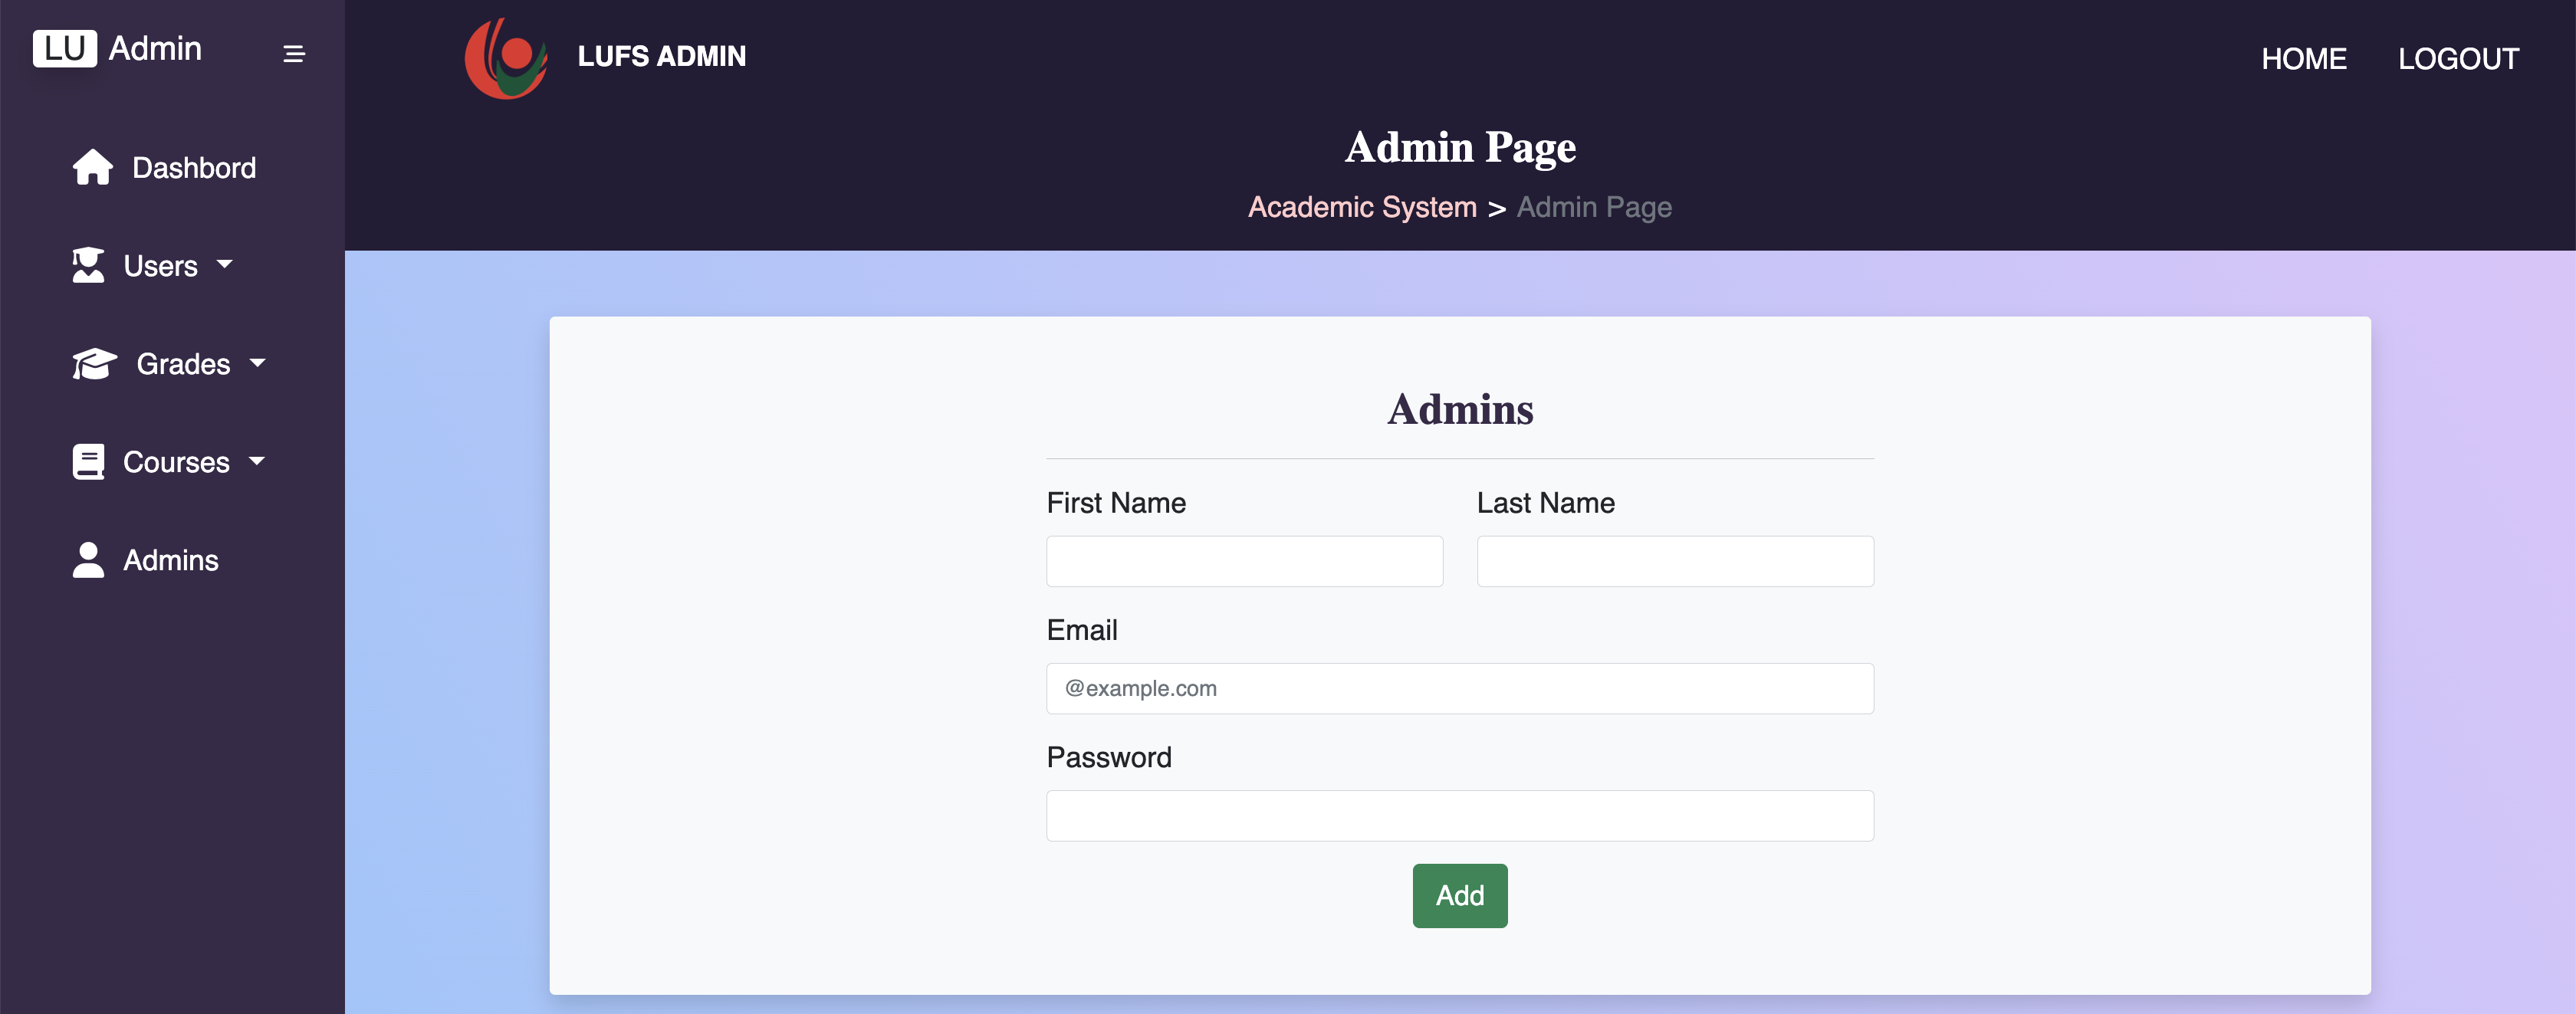 LU Admin
Dashbord
Users
Grades
Courses
Admins
LUFS ADMIN
HOME
LOGOUT
Admin Page
Academic System > Admin Page
Admins
First Name
Last Name
Email
@example.com
Password
Add